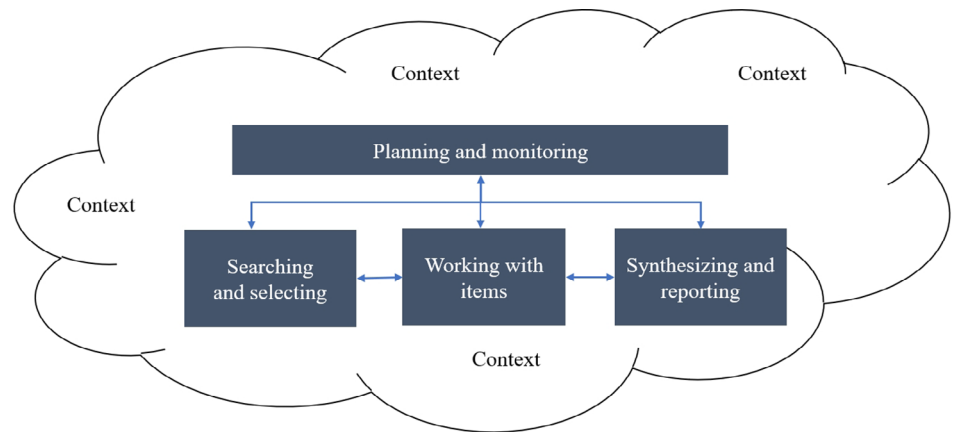 Context
Context
Planning and monitoring
Context
Searching
and selecting
Working with
items
Synthesizing and
reporting
Context